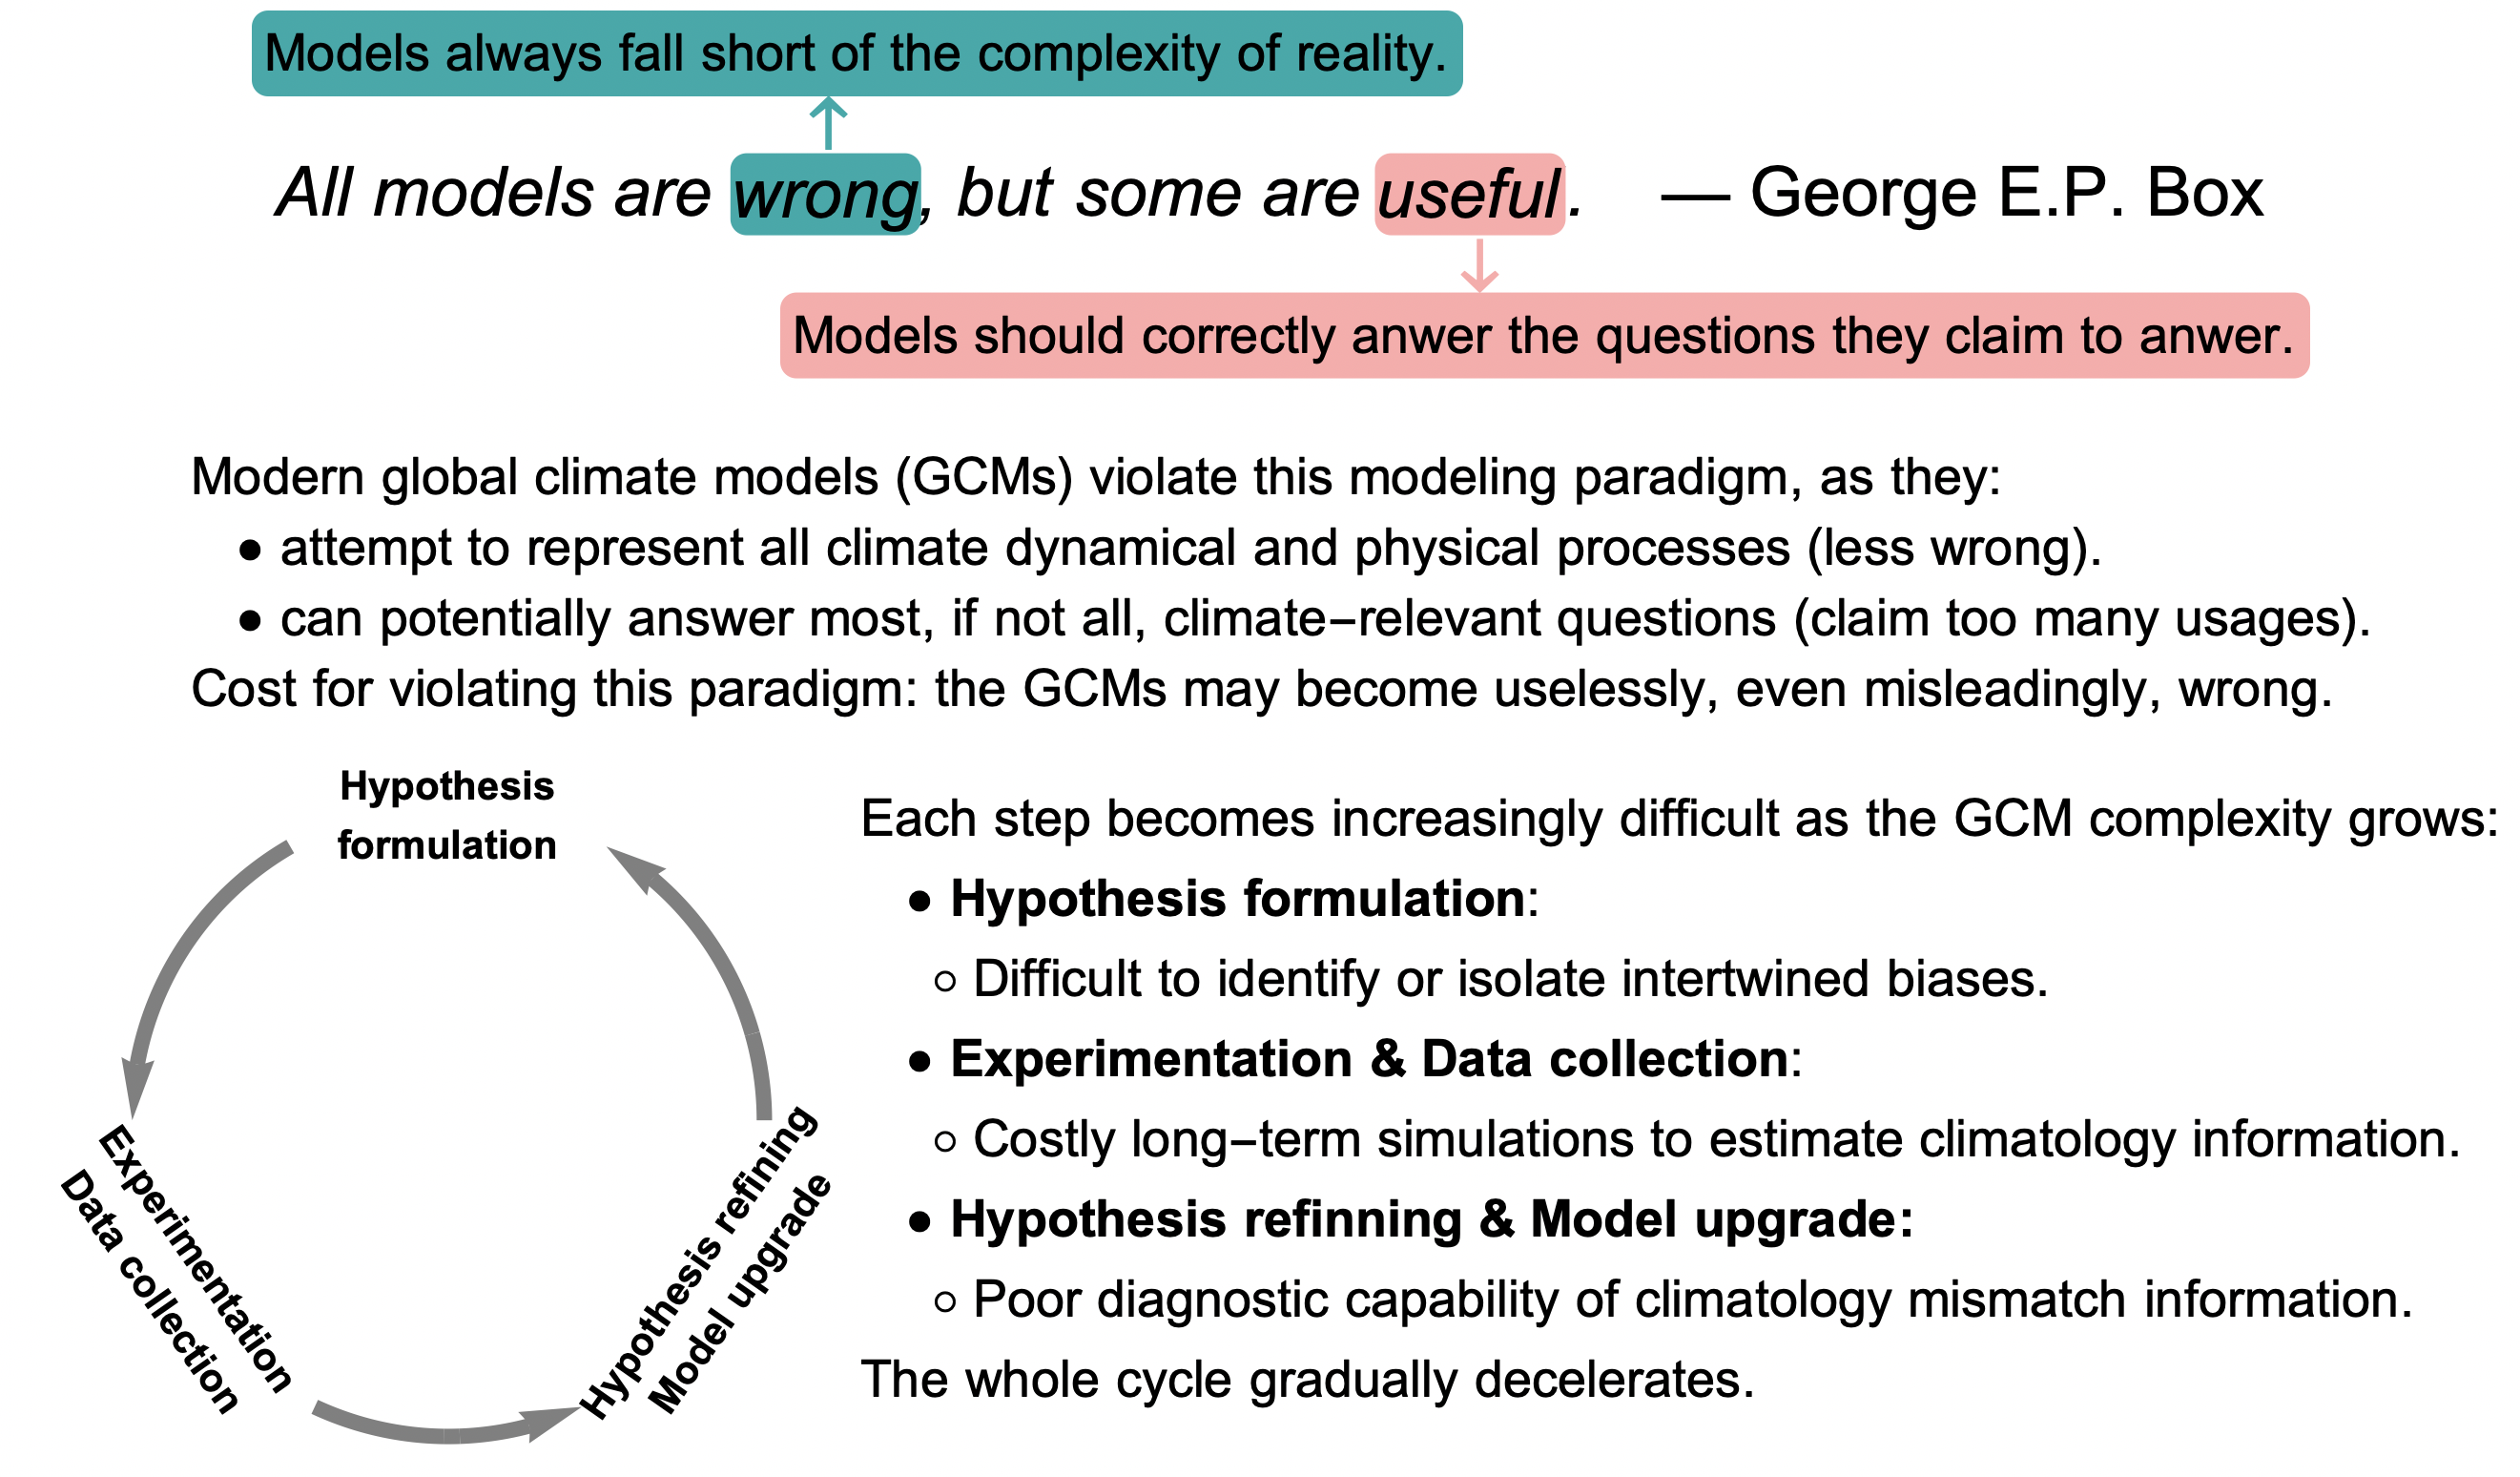 Models always fall short of the complexity of reality.
All models are wrong, but some are useful. — George E.P. Box
Models should correctly anwer the questions they claim to anwer.
Modern global climate models (GCMs) violate this modeling paradigm, as they:
● attempt to represent all climate dynamical and physical processes (less wrong).
● can potentially answer most, if not all, climate–relevant questions (claim too many usages).
Cost for violating this paradigm: the GCMs may become uselessly, even misleadingly, wrong.
Hypothesis
formulation
Experimentation
Data collection
Hypothesis refining
Model upgrade
Each step becomes increasingly difficult as the GCM complexity grows:
● Hypothesis formulation:
○ Difficult to identify or isolate intertwined biases.
● Experimentation & Data collection:
○ Costly long–term simulations to estimate climatology information.
● Hypothesis refinning & Model upgrade:
○ Poor diagnostic capability of climatology mismatch information.
The whole cycle gradually decelerates.